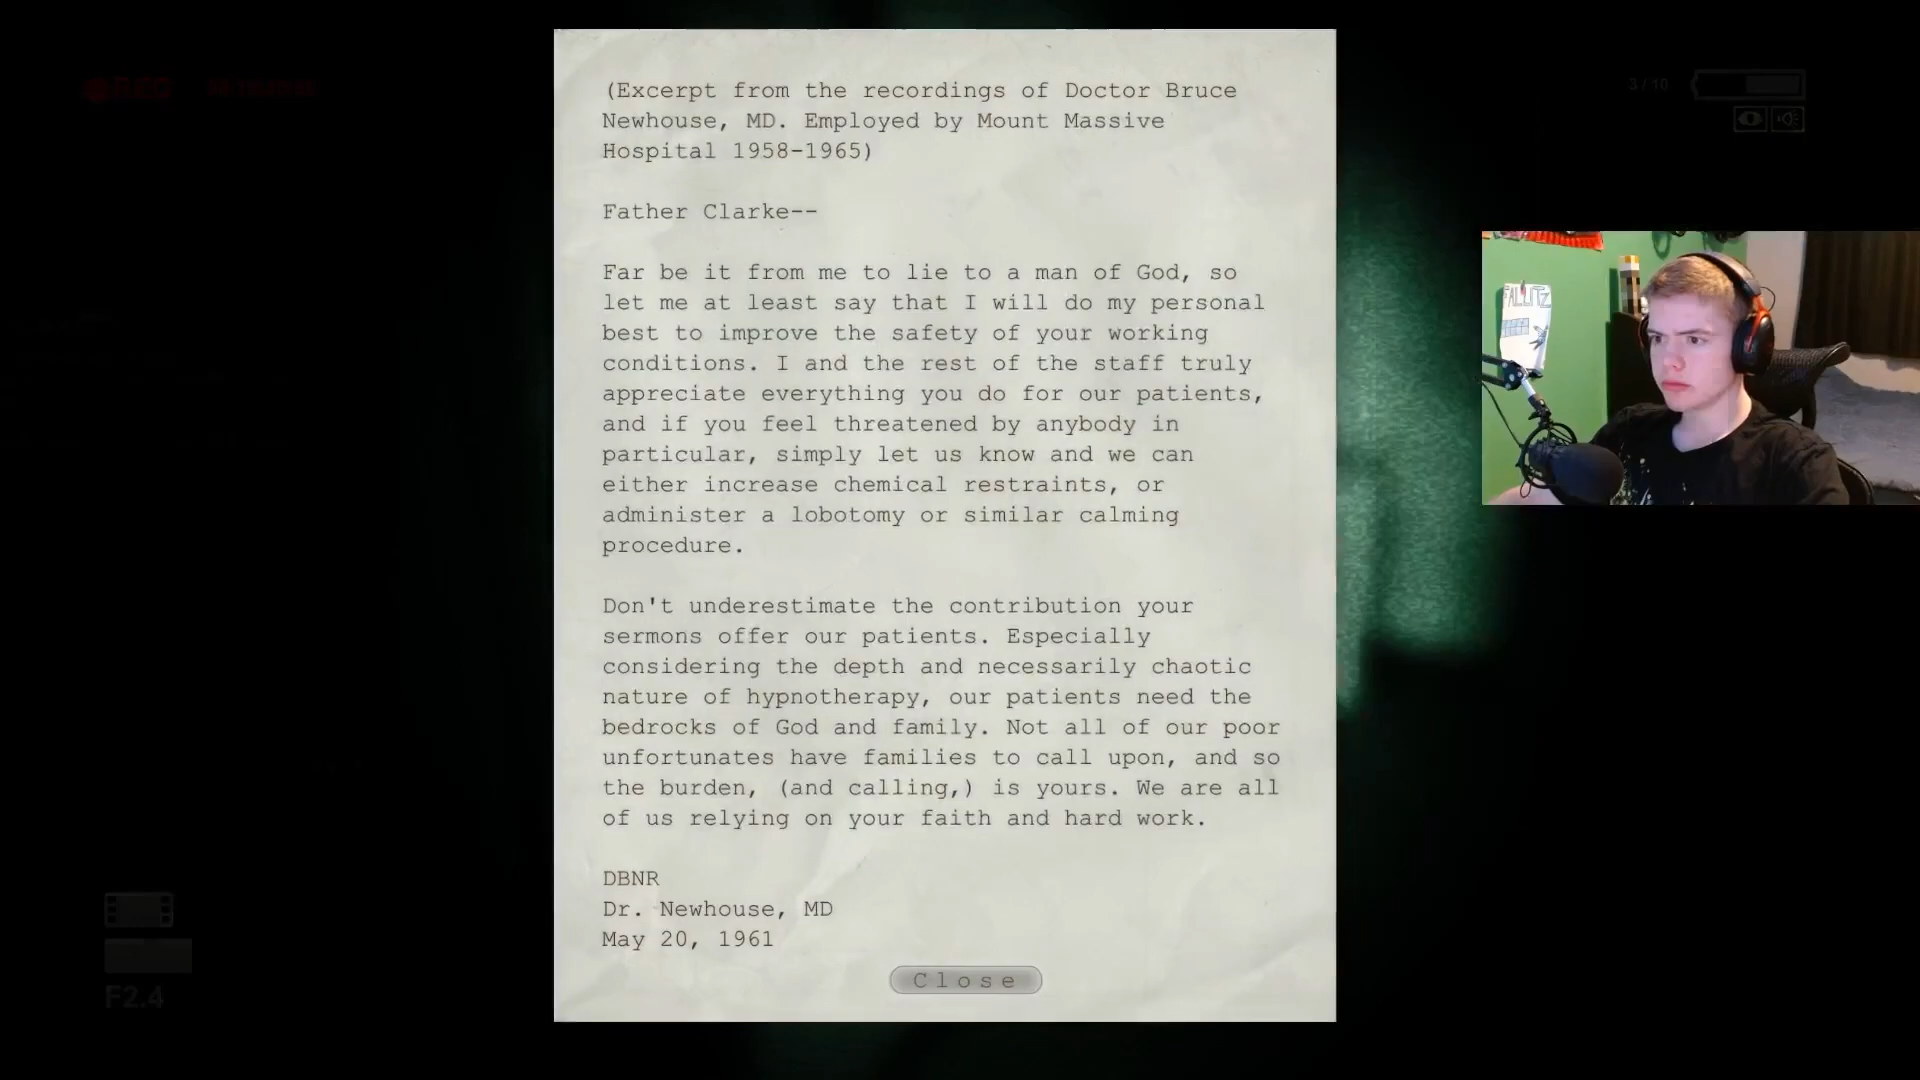 (Excerpt from the recordings of Doctor Bruce
Newhouse, MD. Employed by Mount Massive
Hospital 1958-1965)
Father Clarke--
Far be it from me to lie to a man of God, so
let me at least say that I will do my personal
best to improve the safety of your working
conditions. I and the rest of the staff truly
appreciate everything you do for our patients,
and if you feel threatened by anybody in
particular, simply let us know and we can
either increase chemical restraints, or
administer a lobotomy or similar calming
procedure.
Don't underestimate the contribution your
sermons offer our patients. Especially
considering the depth and necessarily chaotic
nature of hypnotherapy, our patients need the
bedrocks of God and family. Not all of our poor
unfortunates have families to call upon, and so
the burden, (and calling,) is yours. We are all
of us relying on your faith and hard work.
DBNR
Dr. Newhouse, MD
May 20, 1961
Close
REC
3/10
F2.4